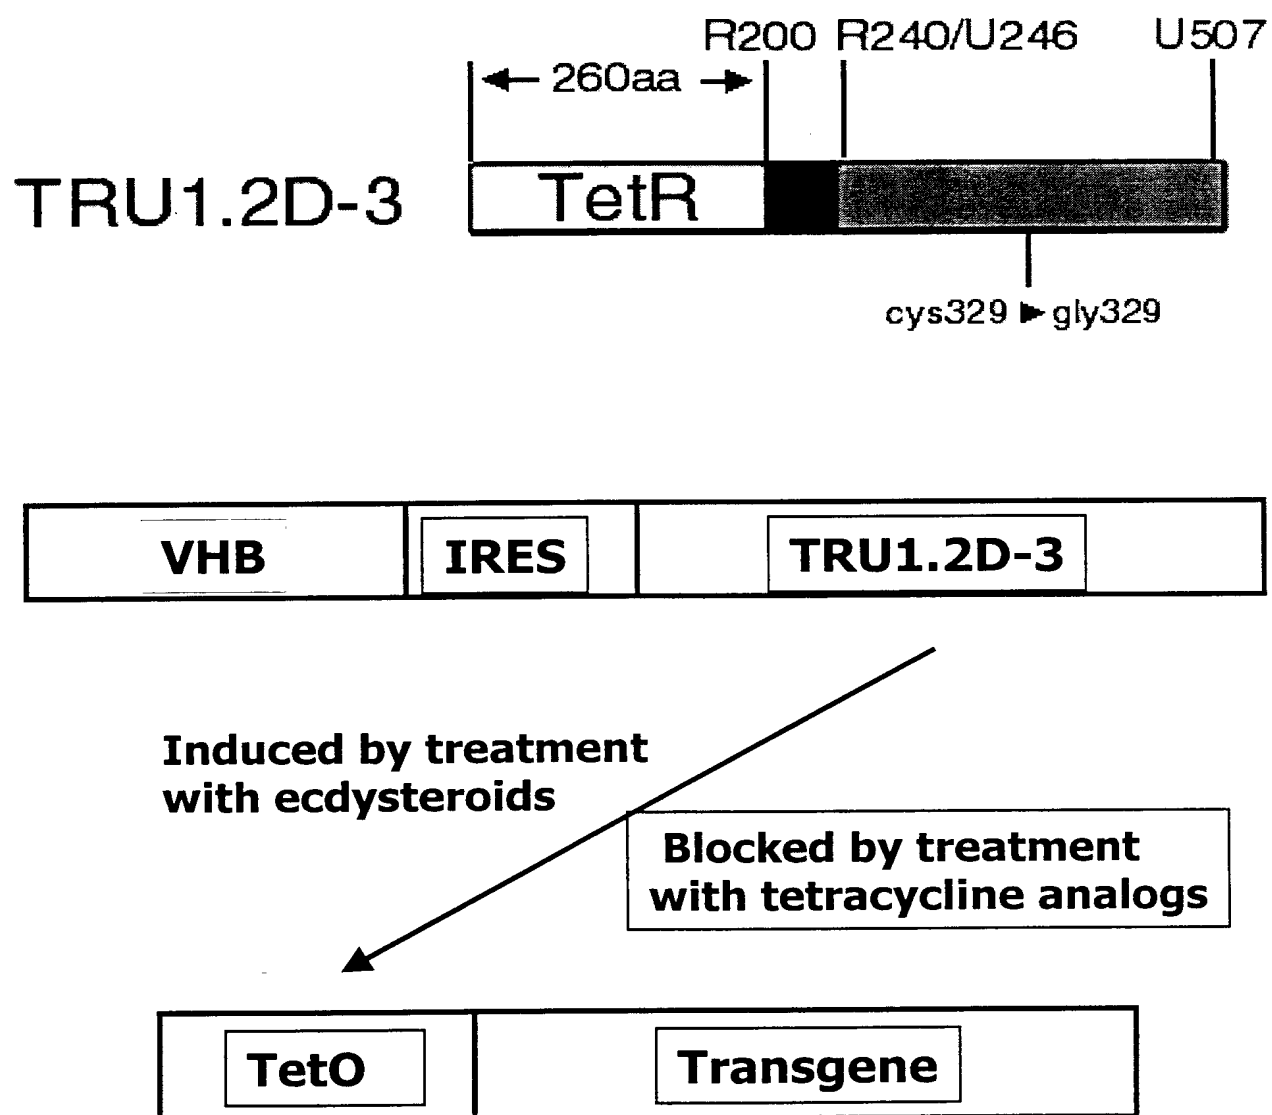 R200 R240/U246 U507
260aa
TRU1.2D-3
TetR
cys329 ► gly329
VHB
IRES
TRU1.2D-3
Induced by treatment
with ecdysteroids
Blocked by treatment
with tetracycline analogs
TetO
Transgene